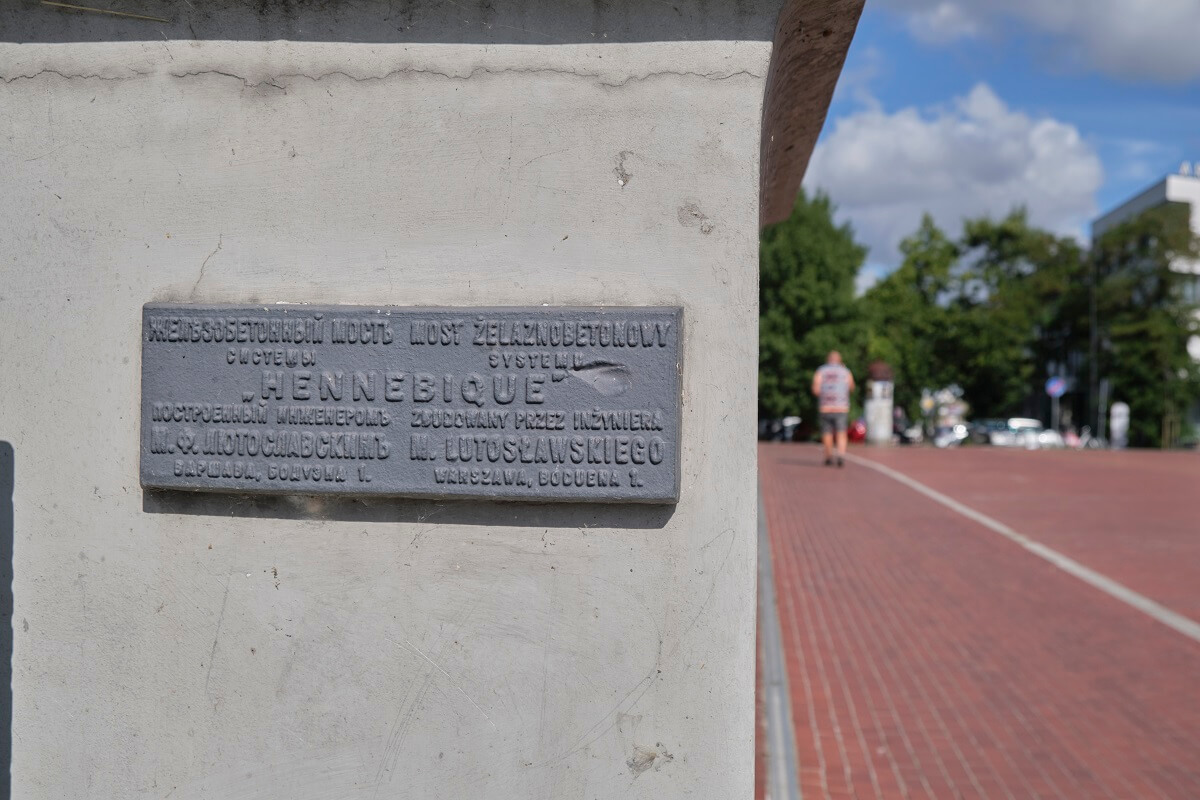 ЖЕЛѢЗОБЕТОННЫЙ МОСТЪ MOST ŻELAZNOBETONOWY
СИСТЕМЫ SYSTEMU
„HENNEBIQUE”
ПОСТРОЕННЫЙ ИНЖЕНЕРОМЪ ZBUDOWANY PRZEZ INŻYNIERA
М.Ф.ЛЮТОСЛАВСКИМЪ M. LUTOSŁAWSKIEGO
ВАРШАВА, БОДУЭНА 1. WARSZAWA, BODUENA 1.